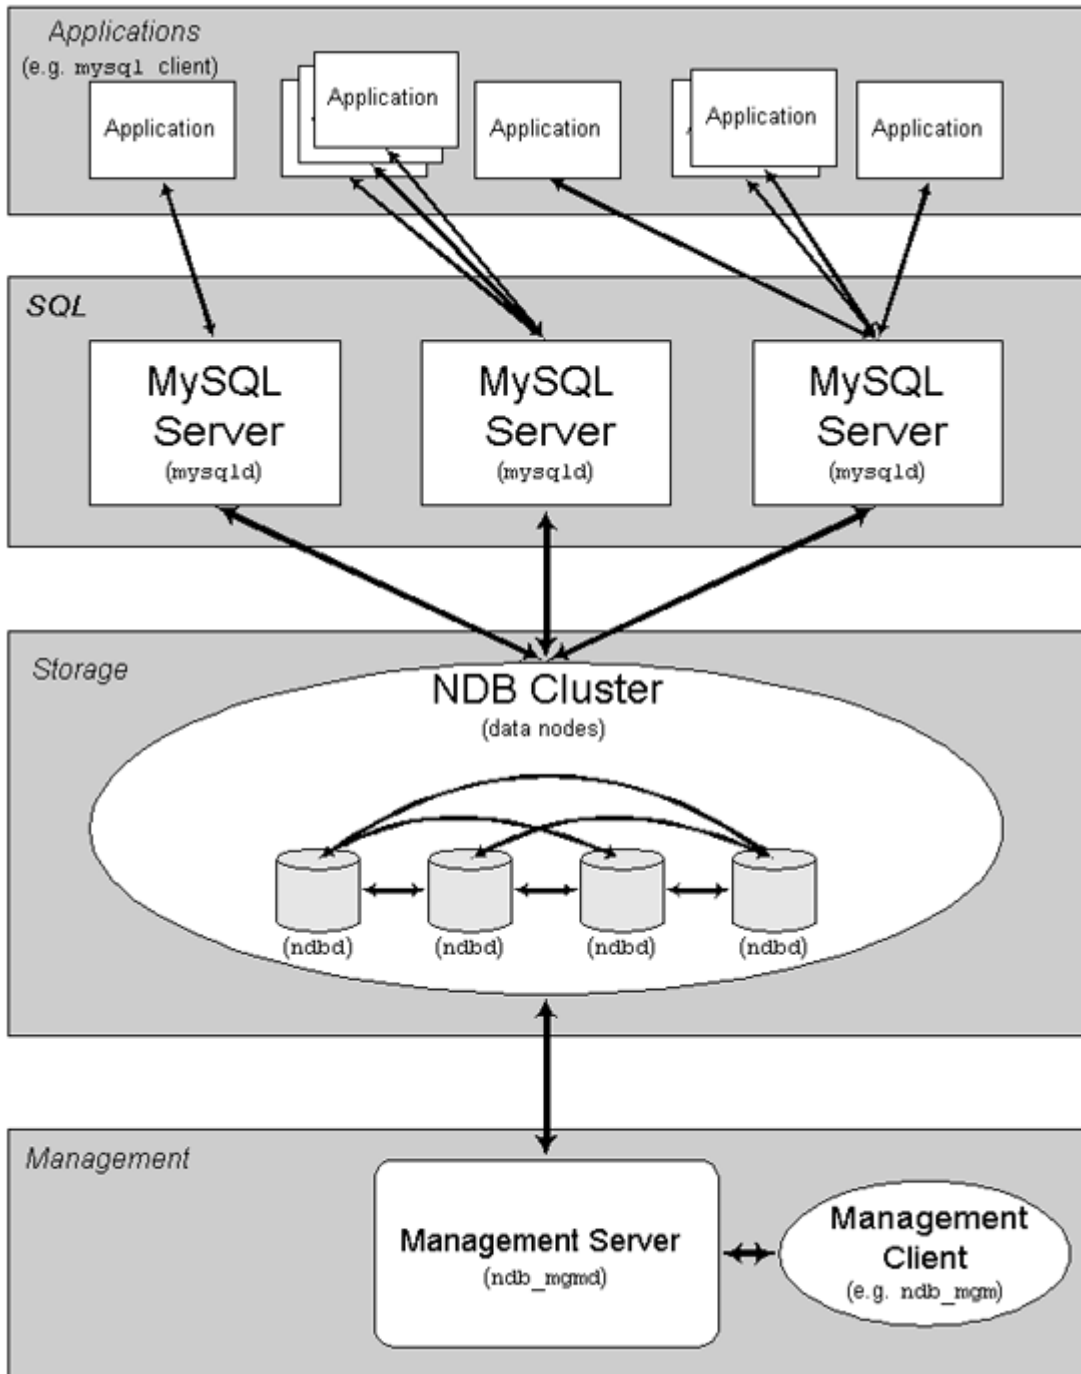 Applications
(e.g. mysql client)
Application
Application
Application
Application
Application
SQL
MySQL
Server
(mysqld)
MySQL
Server
(mysqld)
MySQL
Server
(mysqld)
Storage
NDB Cluster
(data nodes)
(ndbd)
(ndbd)
(ndbd)
(ndbd)
Management
Management Server
(ndb_mgmd)
Management
Client
(e.g. ndb_mgm)